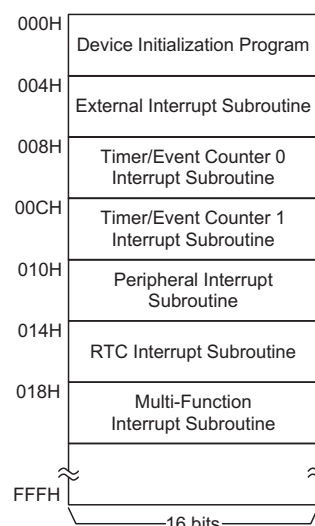 000H
Device Initialization Program
004H
External Interrupt Subroutine
008H
Timer/Event Counter 0
Interrupt Subroutine
00CH
Timer/Event Counter 1
Interrupt Subroutine
010H
Peripheral Interrupt
Subroutine
014H
RTC Interrupt Subroutine
018H
Multi-Function
Interrupt Subroutine
FFFH
16 bits